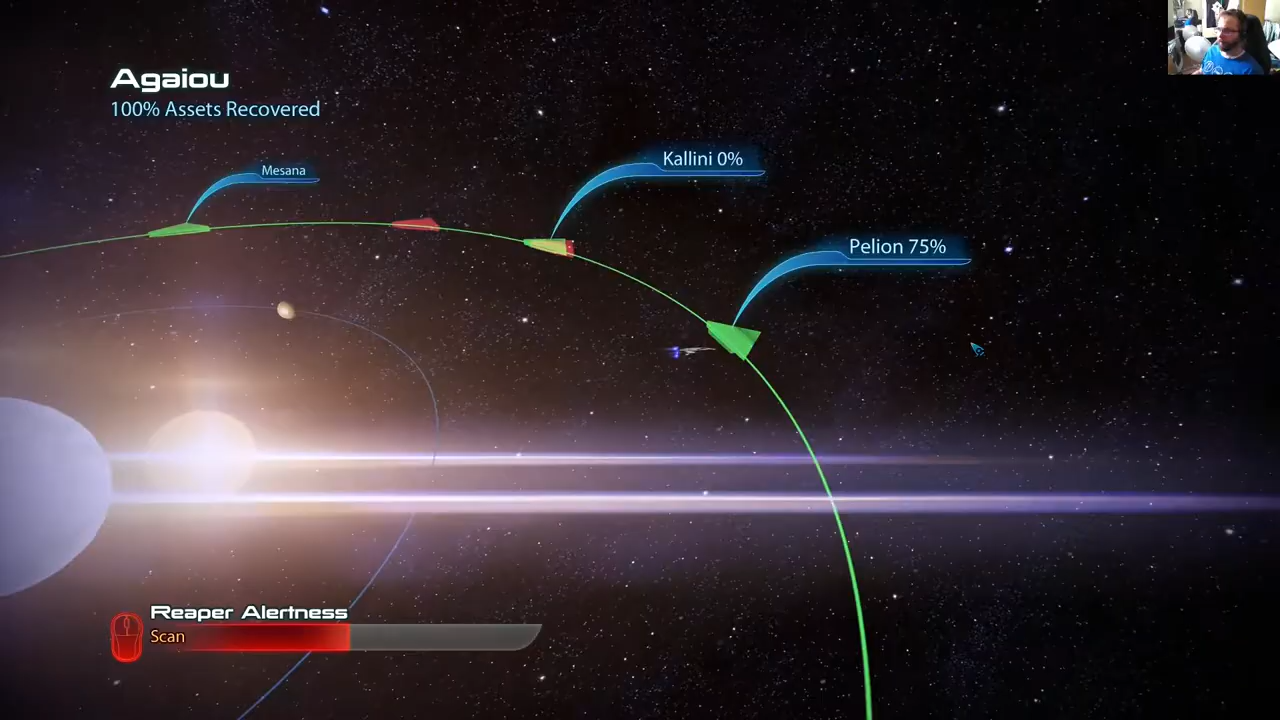 Agaiou
100% Assets Recovered
Kallini 0%
Mesana
Pelion 75%
Reaper Alertness
Scan